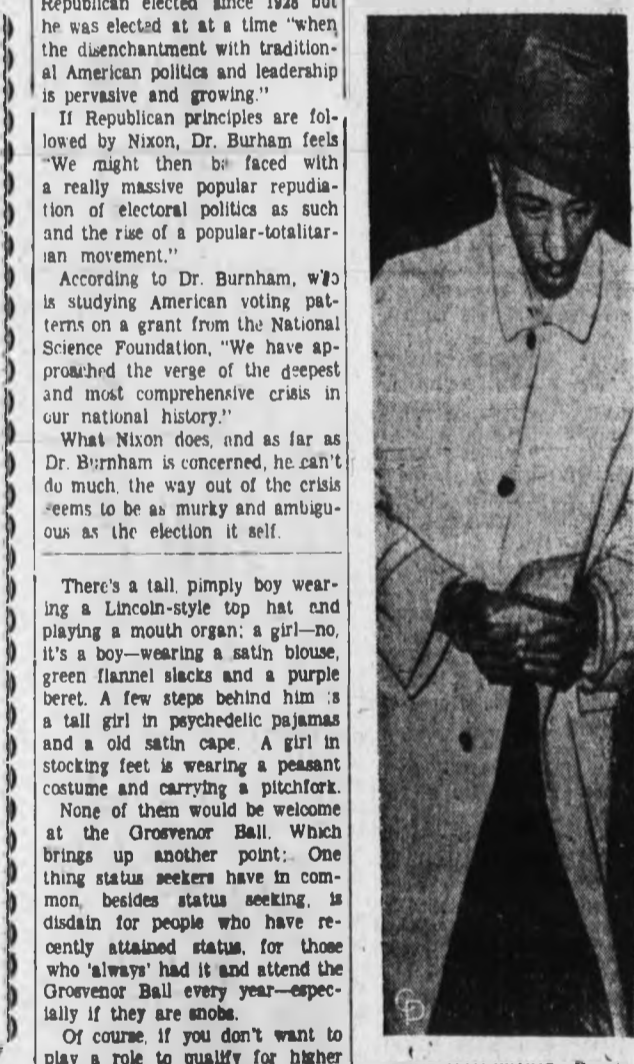 Republican elected since 1928 but
he was elected at at a time "when
the disenchantment with tradition-
al American politics and leadership
is pervasive and growing."
If Republican principles are fol-
lowed by Nixon, Dr. Burham feels
"We might then be faced with
a really massive popular repudia-
tion of electoral politics as such
and the rise of a popular-totalitar-
ian movement."
According to Dr. Burnham, who
is studying American voting pat-
terns on a grant from the National
Science Foundation, "We have ap-
proached the verge of the deepest
and most comprehensive crisis in
our national history."
What Nixon does, and as far as
Dr. Burnham is concerned, he can't
do much, the way out of the crisis
seems to be as murky and ambigu-
ous as the election it self.
There's a tall, pimply boy wear-
ing a Lincoln-style top hat and
playing a mouth organ; a girl—no,
it's a boy—wearing a satin blouse,
green flannel slacks and a purple
beret. A few steps behind him is
a tall girl in psychedelic pajamas
and a old satin cape. A girl in
stocking feet is wearing a peasant
costume and carrying a pitchfork.
None of them would be welcome
at the Grosvenor Ball. Which
brings up another point: One
thing status seekers have in com-
mon, besides status seeking, is
disdain for people who have re-
cently attained status, for those
who 'always' had it and attend the
Grosvenor Ball every year—espec-
ially if they are snobs.
Of course, if you don't want to
play a role to qualify for higher